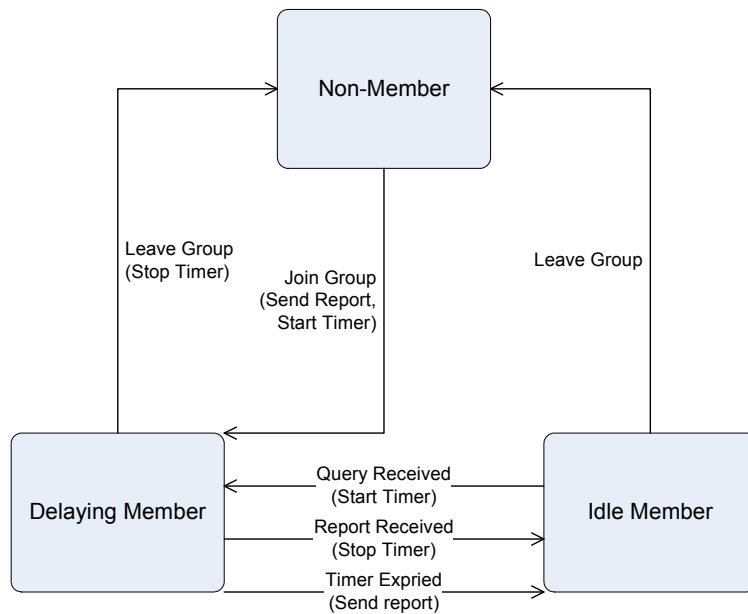 Non-Member
Leave Group
(Stop Timer)
Join Group
(Send Report,
Start Timer)
Leave Group
Delaying Member
Query Received
(Start Timer)
Report Received
(Stop Timer)
Timer Expried
(Send report)
Idle Member